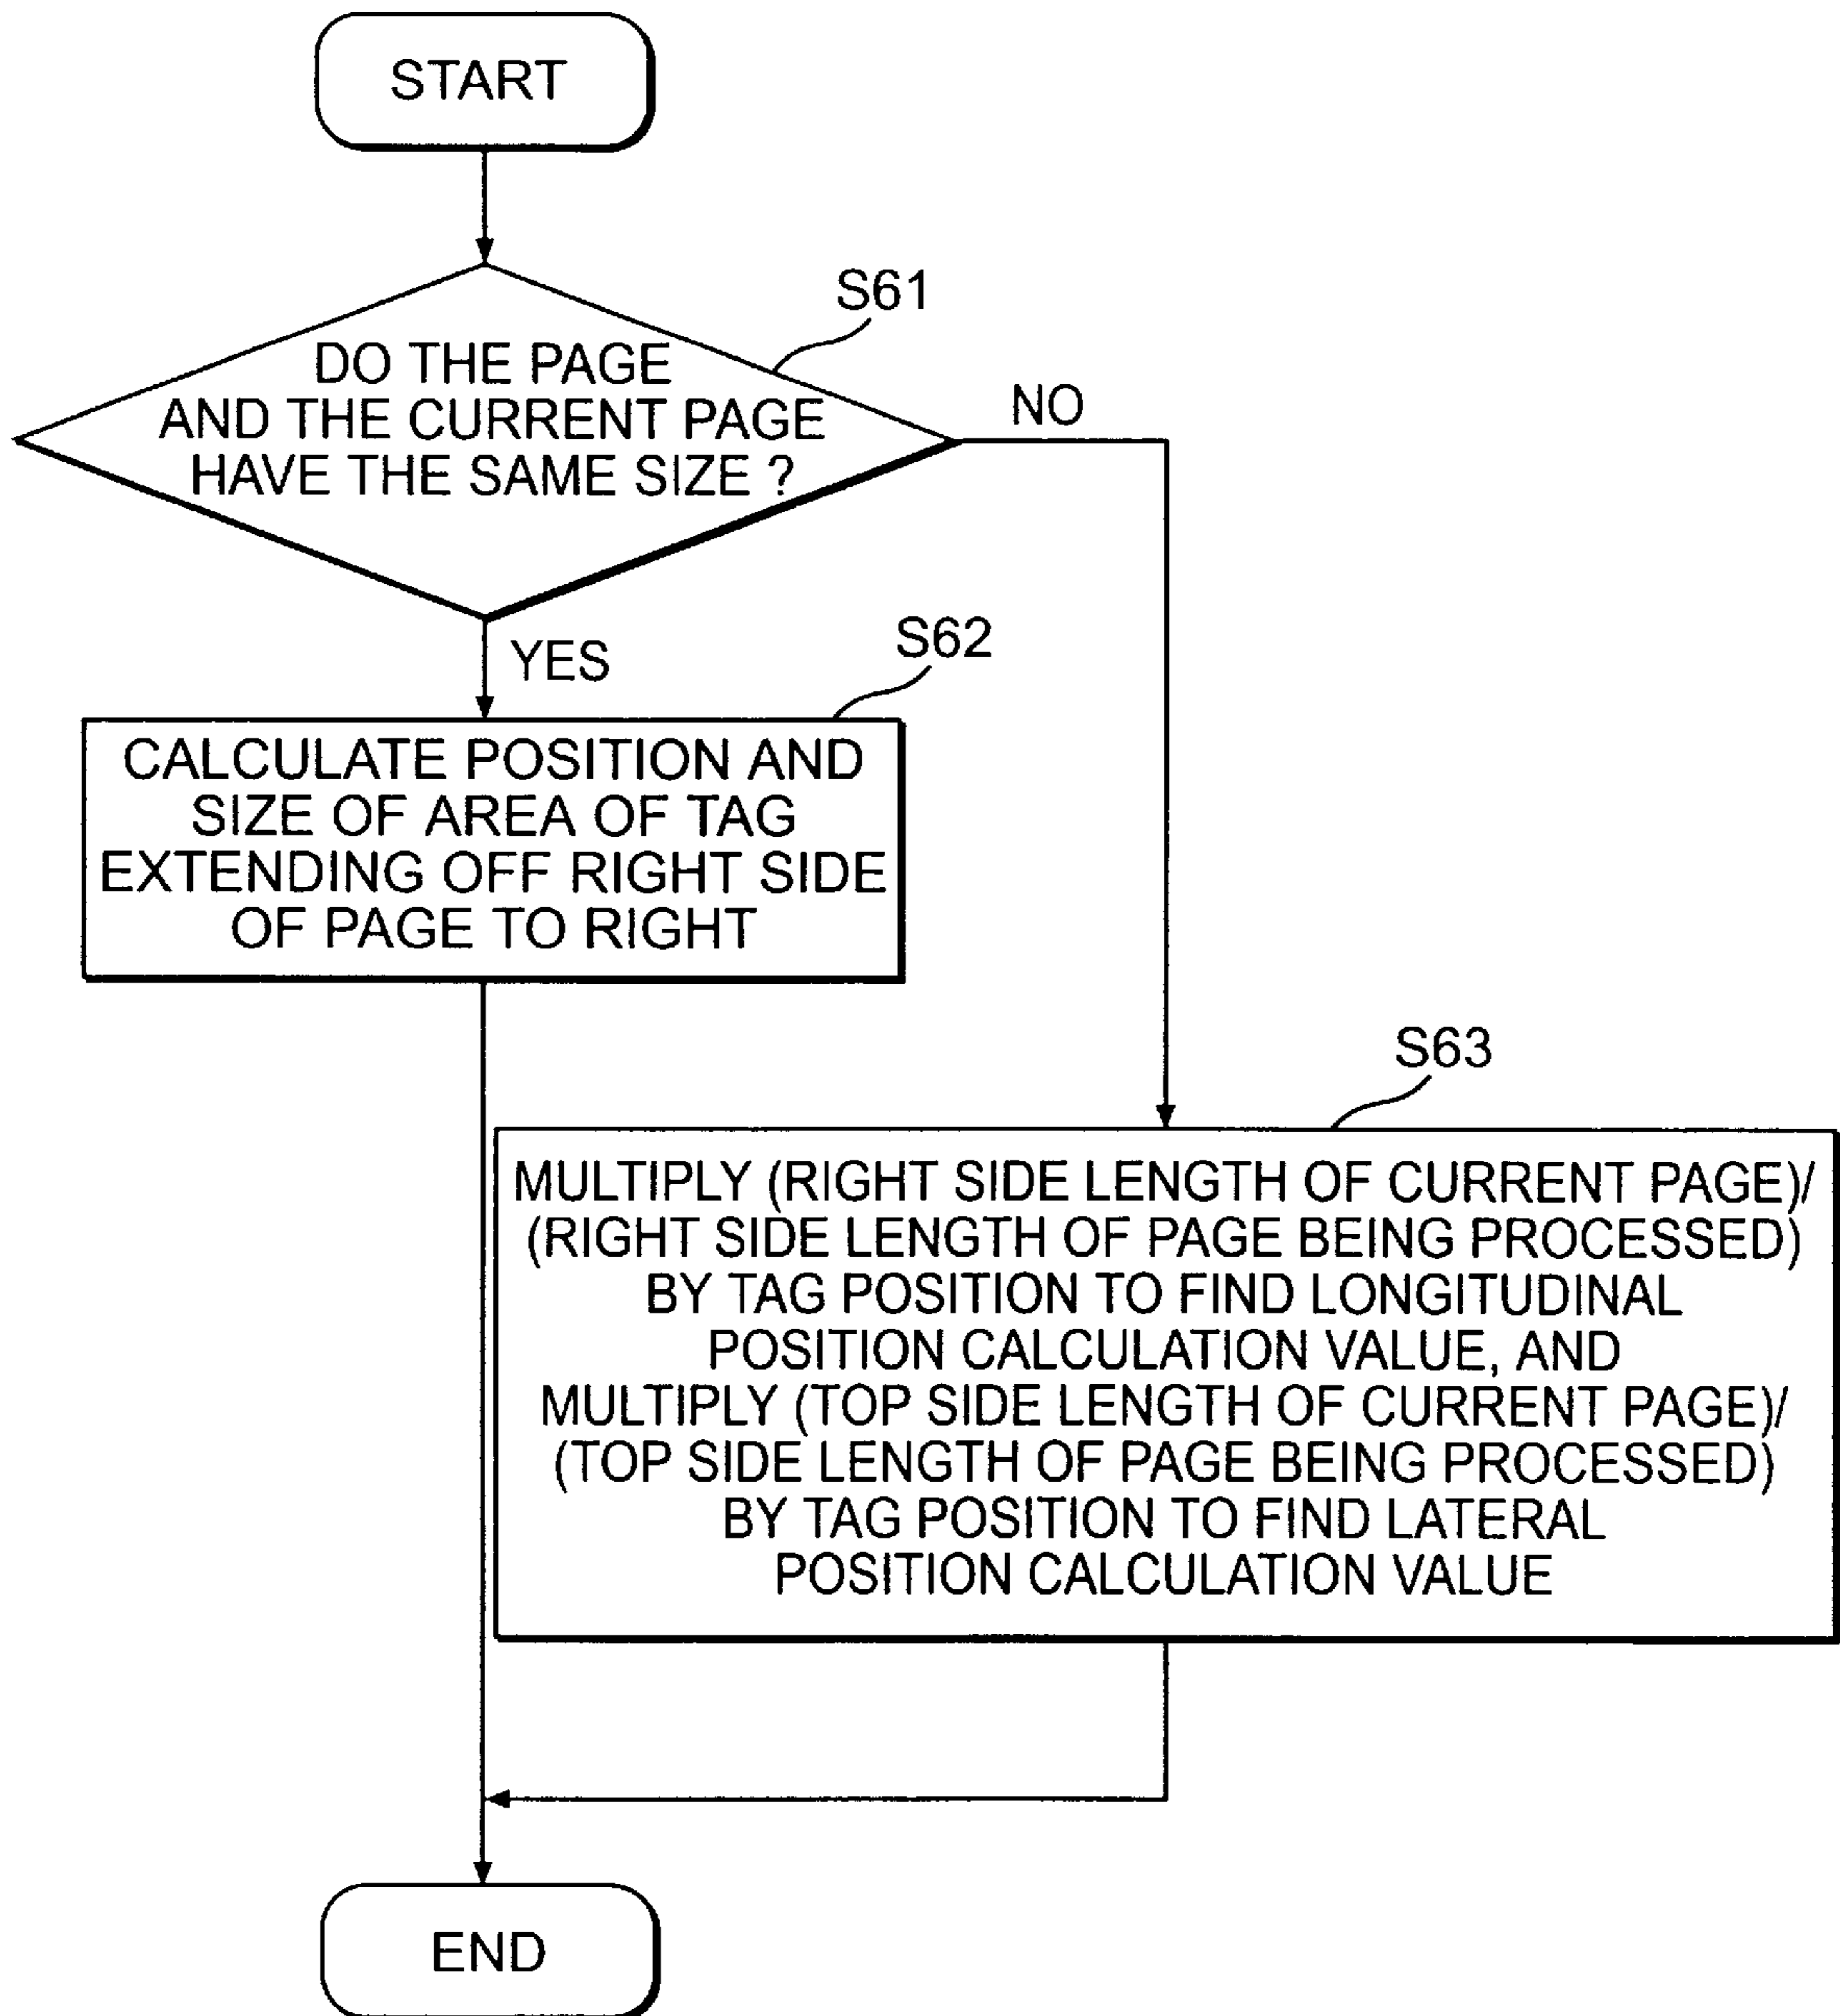 START
S61
DO THE PAGE
AND THE CURRENT PAGE
HAVE THE SAME SIZE ?
NO
YES
S62
CALCULATE POSITION AND
SIZE OF AREA OF TAG
EXTENDING OFF RIGHT SIDE
OF PAGE TO RIGHT
S63
MULTIPLY (RIGHT SIDE LENGTH OF CURRENT PAGE)/
(RIGHT SIDE LENGTH OF PAGE BEING PROCESSED)
BY TAG POSITION TO FIND LONGITUDINAL
POSITION CALCULATION VALUE, AND
MULTIPLY (TOP SIDE LENGTH OF CURRENT PAGE)/
(TOP SIDE LENGTH OF PAGE BEING PROCESSED)
BY TAG POSITION TO FIND LATERAL
POSITION CALCULATION VALUE
END